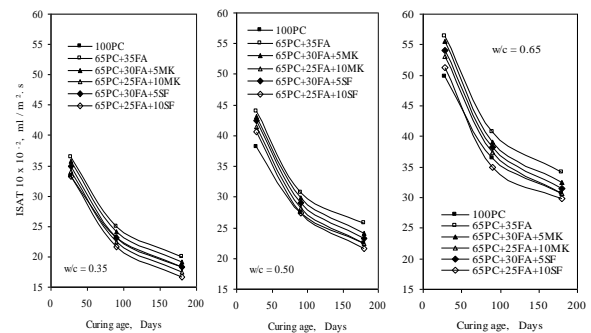 ISAT 10 x 10⁻², ml / m². s
60
55
50
45
40
35
30
25
20
15
100PC
65PC+35FA
65PC+30FA+5MK
65PC+25FA+10MK
65PC+30FA+5SF
65PC+25FA+10SF
w/c = 0.35
0 50 100 150 200
Curing age, Days
60
55
50
45
40
35
30
25
20
15
100PC
65PC+35FA
65PC+30FA+5MK
65PC+25FA+10MK
65PC+30FA+5SF
65PC+25FA+10SF
w/c = 0.50
0 50 100 150 200
Curing age, Days
60
55
50
45
40
35
30
25
20
15
w/c = 0.65
100PC
65PC+35FA
65PC+30FA+5MK
65PC+25FA+10MK
65PC+30FA+5SF
65PC+25FA+10SF
0 50 100 150 200
Curing age, Days